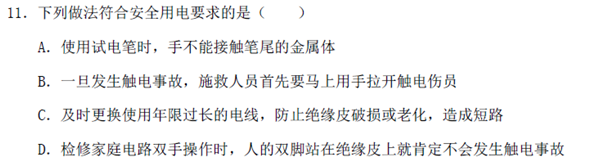 11. 下列做法符合安全用电要求的是（　　）
A. 使用试电笔时，手不能接触笔尾的金属体
B. 一旦发生触电事故，施救人员首先要马上用手拉开触电伤员
C. 及时更换使用年限过长的电线，防止绝缘皮破损或老化，造成短路
D. 检修家庭电路双手操作时，人的双脚站在绝缘皮上就肯定不会发生触电事故